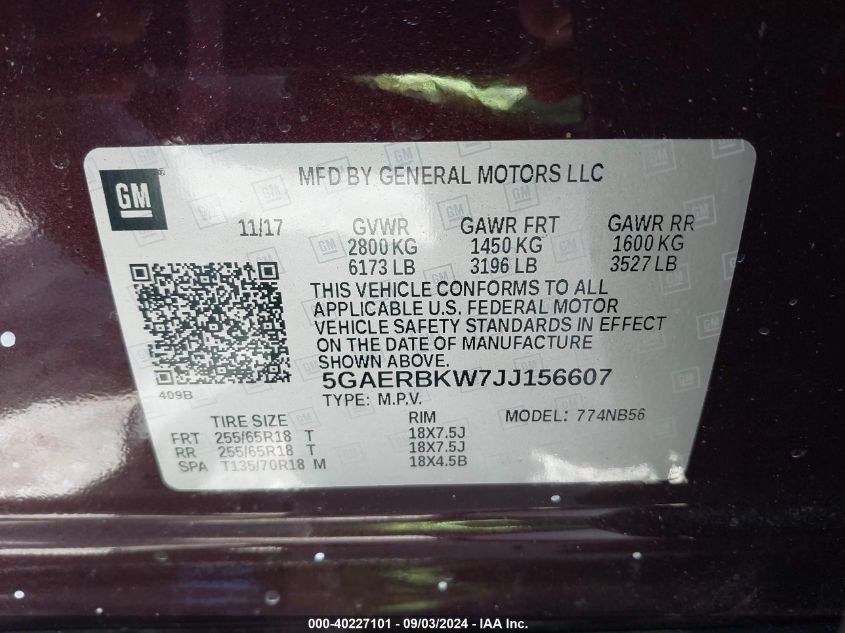 GM
MFD BY GENERAL MOTORS LLC
11/17 GVWR GAWR FRT GAWR RR
2800 KG 1450 KG 1600 KG
6173 LB 3196 LB 3527 LB
THIS VEHICLE CONFORMS TO ALL
APPLICABLE U.S. FEDERAL MOTOR
VEHICLE SAFETY STANDARDS IN EFFECT
ON THE DATE OF MANUFACTURE
SHOWN ABOVE.
409B
5GAERBKW7JJ156607
TYPE: M.P.V.
TIRE SIZE RIM MODEL: 774NB56
FRT 255/65R18 T 18X7.5J
RR 255/65R18 T 18X7.5J
SPA T135/70R18 M 18X4.5B
000-40227101 - 09/03/2024 - IAA Inc.